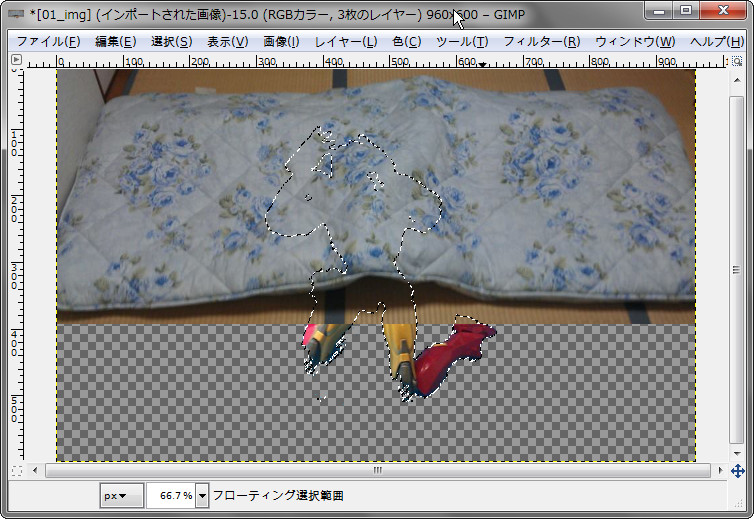 *[01_img] (インポートされた画像)-15.0 (RGBカラー, 3枚のレイヤー) 960x600 – GIMP
ファイル(F) 編集(E) 選択(S) 表示(V) 画像(I) レイヤー(L) 色(C) ツール(T) フィルター(R) ウィンドウ(W) ヘルプ(H)
0 100 200 300 400 500 600 700 800 900
0
100
200
300
400
500
px 66.7 % フローティング選択範囲